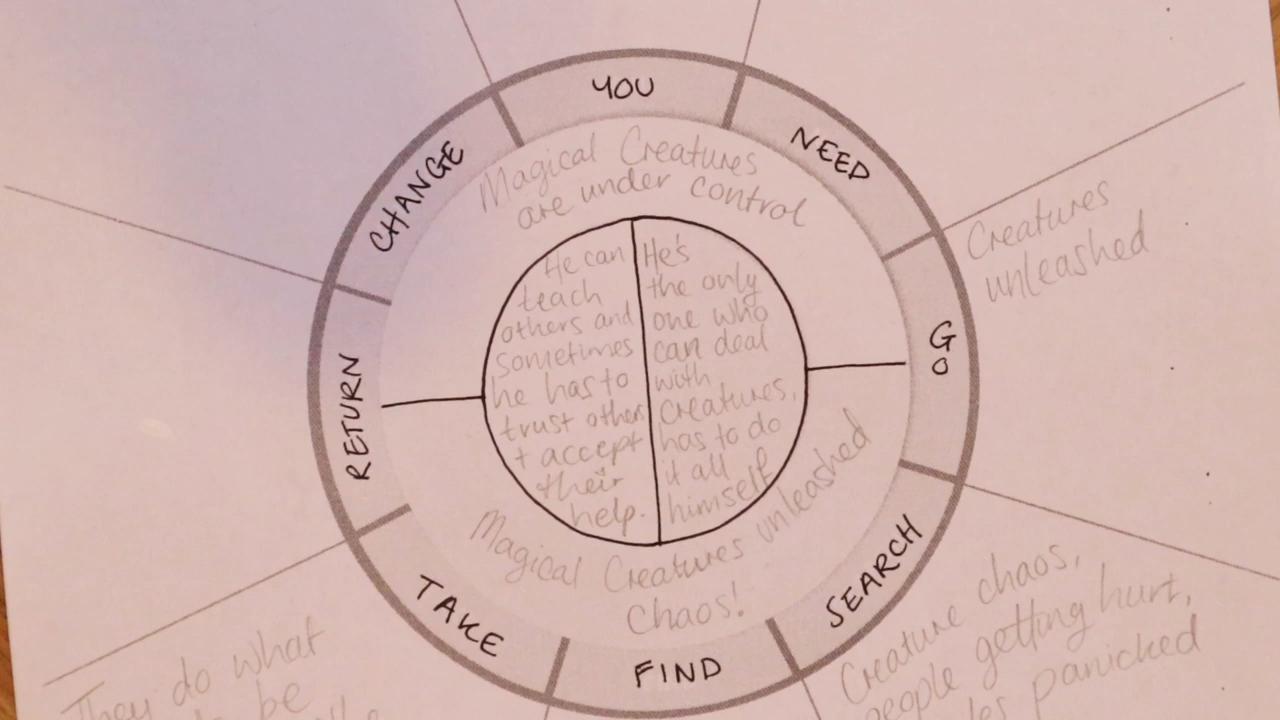 YOU
NEED
GO
SEARCH
FIND
TAKE
RETURN
CHANGE
Magical Creatures
are under control
He can
teach
others and
sometimes
he has to
trust others
+ accept
their
help.
He's
the only
one who
can deal
with
creatures,
has to do
it all
himself
Magical Creatures unleashed
Chaos!
Creatures
unleashed
Creature chaos,
people getting hurt,
panicked
They do what
be